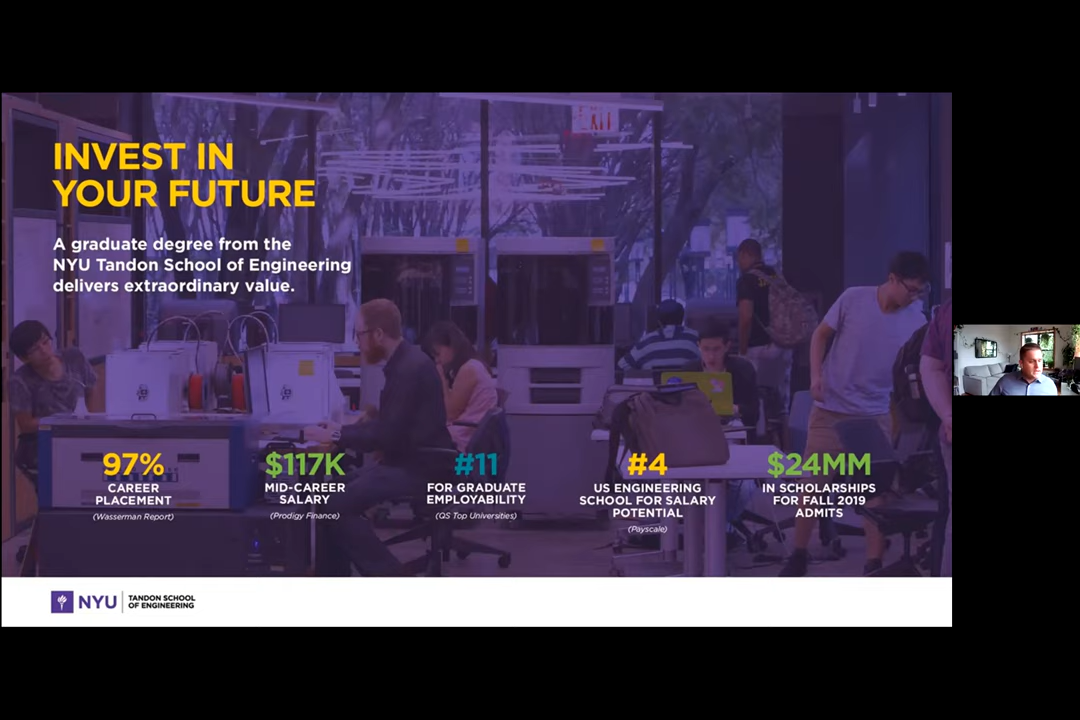 EXIT
INVEST IN
YOUR FUTURE
A graduate degree from the
NYU Tandon School of Engineering
delivers extraordinary value.
97%
CAREER
PLACEMENT
(Wasserman Report)
$117K
MID-CAREER
SALARY
(Prodigy Finance)
#11
FOR GRADUATE
EMPLOYABILITY
(QS Top Universities)
#4
US ENGINEERING
SCHOOL FOR SALARY
POTENTIAL
(Payscale)
$24MM
IN SCHOLARSHIPS
FOR FALL 2019
ADMITS
NYU
TANDON SCHOOL
OF ENGINEERING